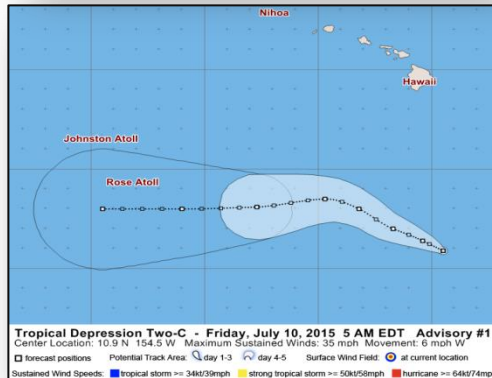 Nihoa
Hawaii
Johnston Atoll
Rose Atoll
Tropical Depression Two-C - Friday, July 10, 2015 5 AM EDT Advisory #1
Center Location: 10.9 N 154.5 W Maximum Sustained Winds: 35 mph Movement: 6 mph W
forecast positions Potential Track Area: day 1-3 day 4-5 Surface Wind Field: at current location
Sustained Wind Speeds: tropical storm >= 34kt/39mph strong tropical storm >= 50kt/58mph hurricane >= 64kt/74mph